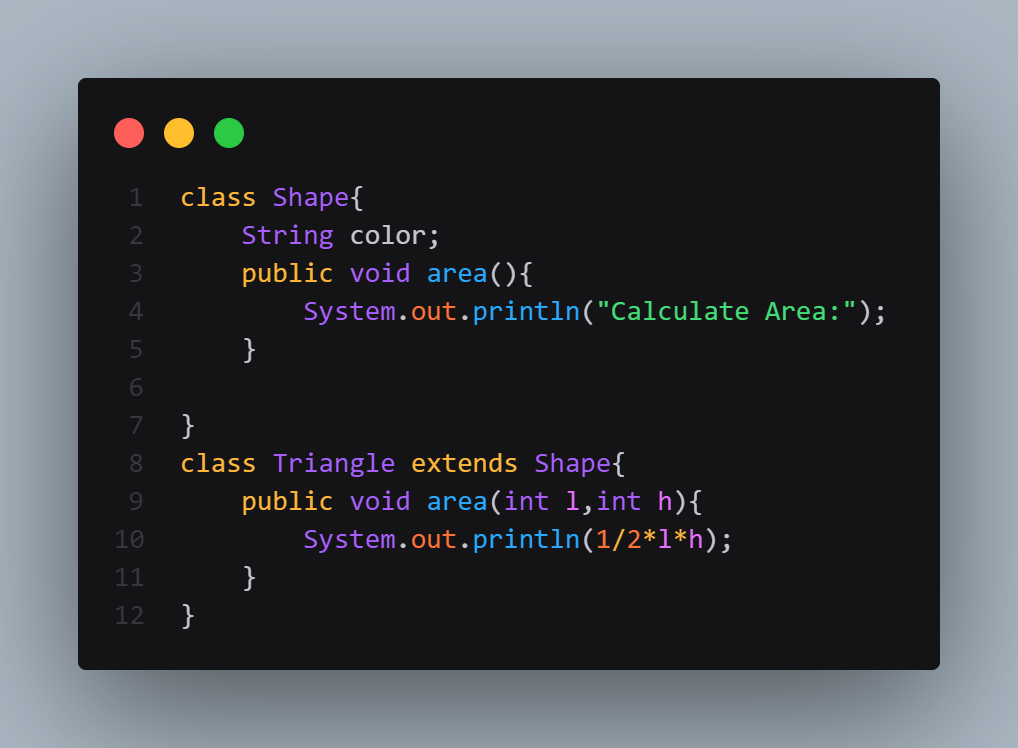 1 class Shape{
2     String color;
3     public void area(){
4         System.out.println("Calculate Area:");
5     }
6
7 }
8 class Triangle extends Shape{
9     public void area(int l,int h){
10         System.out.println(1/2*l*h);
11     }
12 }